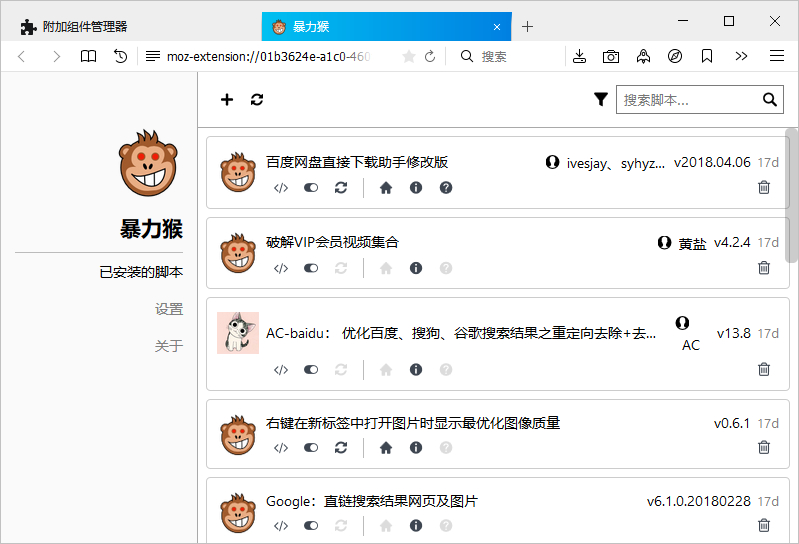 附加组件管理器
暴力猴
moz-extension://01b3624e-a1c0-460
搜索
搜索脚本...
暴力猴
已安装的脚本
设置
关于
百度网盘直接下载助手修改版 ivesjay、syhyz... v2018.04.06 17d
破解VIP会员视频集合 黄盐 v4.2.4 17d
AC-baidu： 优化百度、搜狗、谷歌搜索结果之重定向去除+去... AC v13.8 17d
右键在新标签中打开图片时显示最优化图像质量 v0.6.1 17d
Google：直链搜索结果网页及图片 v6.1.0.20180228 17d